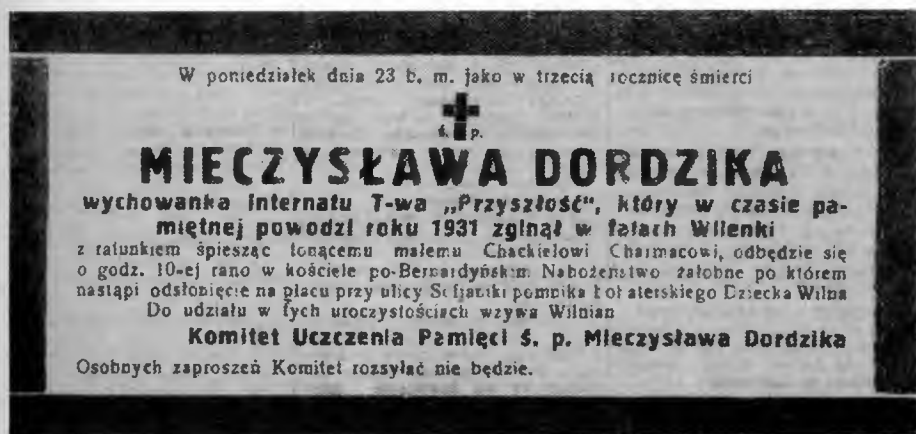 W poniedziałek dnia 23 b. m. jako w trzecią rocznicę śmierci
ś. p.
MIECZYSŁAWA DORDZIKA
wychowanka Internatu T-wa „Przyszłość", który w czasie pa-
miętnej powodzi roku 1931 zginął w falach Wilenki
z ratunkiem śpiesząc tonącemu małemu Chackielowi Charmacowi, odbędzie się
o godz. 10-ej rano w kościele po-Bernardyńskim Nabożeństwo żałobne po którem
nastąpi odsłonięcie na placu przy ulicy pomnika bohaterskiego Dziecka Wilna
Do udziału w tych uroczystościach wzywa Wilnian
Komitet Uczczenia Pamięci ś. p. Mieczysława Dordzika
Osobnych zaproszeń Komitet rozsyłać nie będzie.